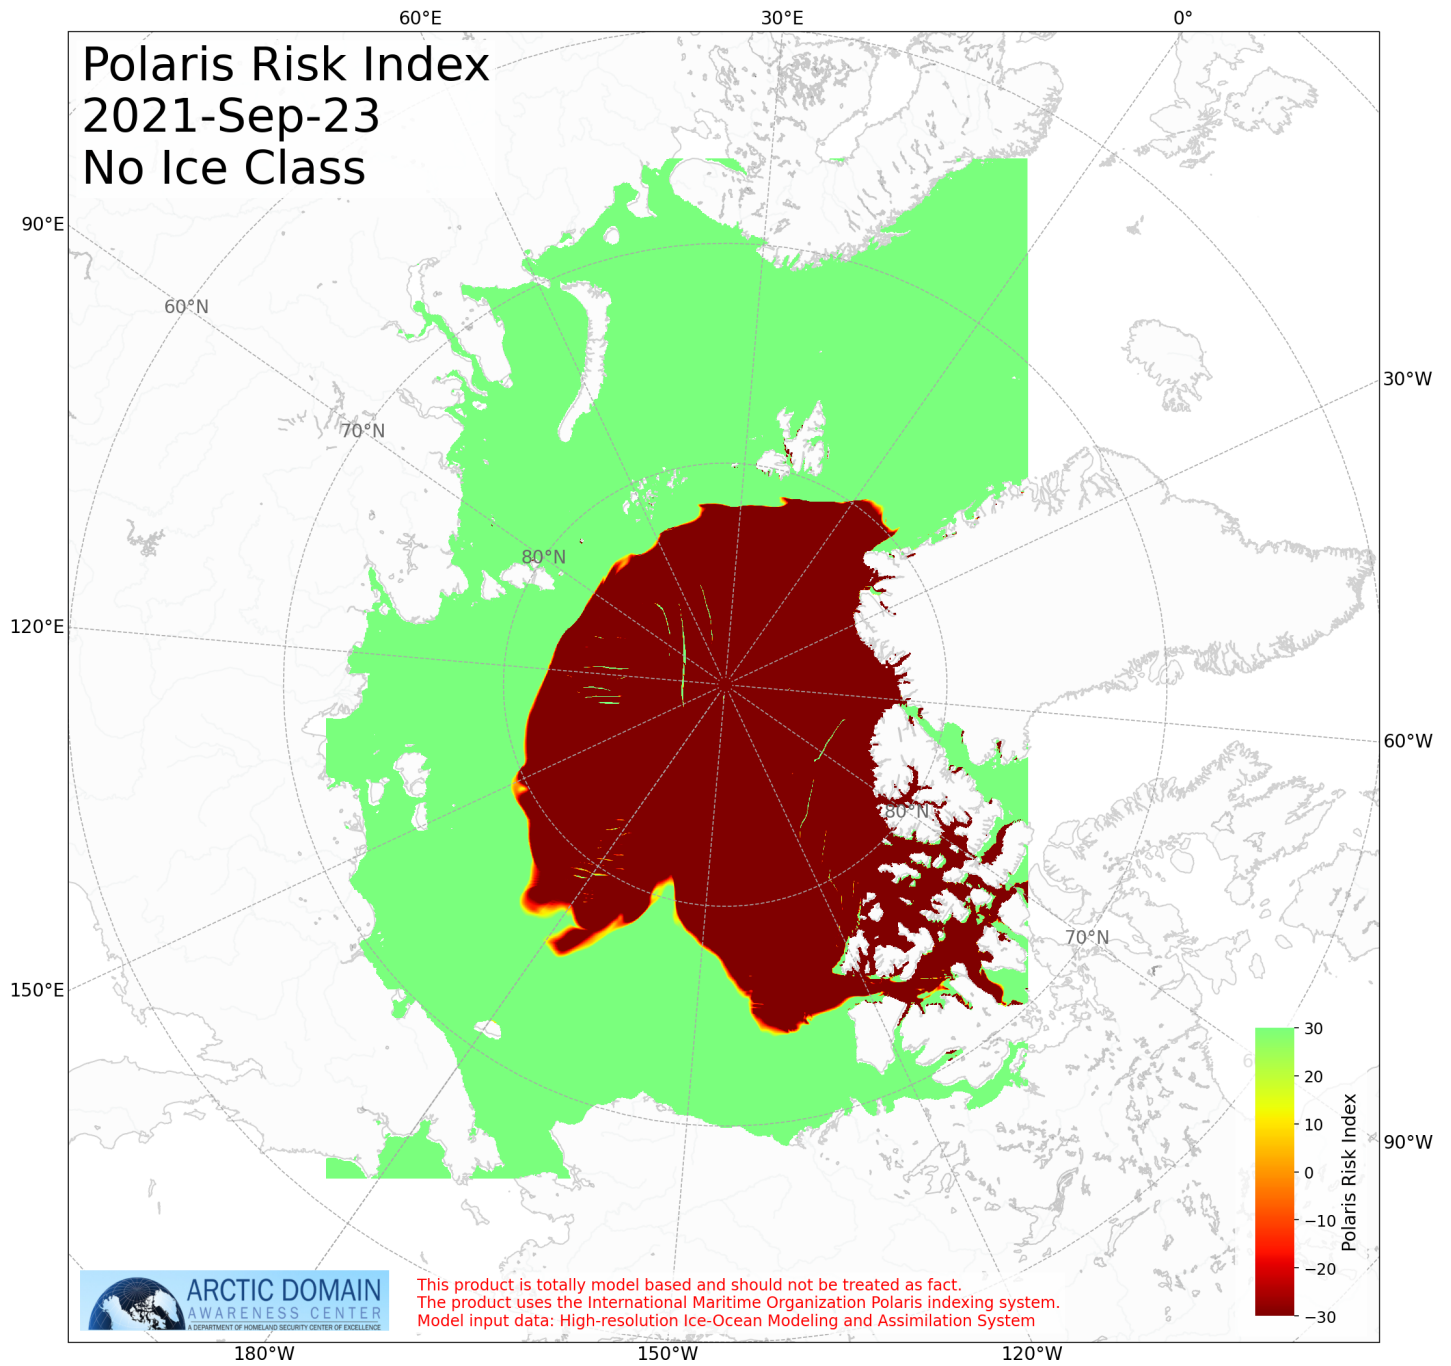 60°E 30°E 0°
Polaris Risk Index
2021-Sep-23
No Ice Class
90°E
60°N
30°W
70°N
80°N
120°E
60°W
80°N
70°N
150°E
30
20
10
0
−10
−20
−30
Polaris Risk Index
90°W
ARCTIC DOMAIN
AWARENESS CENTER
A DEPARTMENT OF HOMELAND SECURITY CENTER OF EXCELLENCE
This product is totally model based and should not be treated as fact.
The product uses the International Maritime Organization Polaris indexing system.
Model input data: High-resolution Ice-Ocean Modeling and Assimilation System
180°W 150°W 120°W